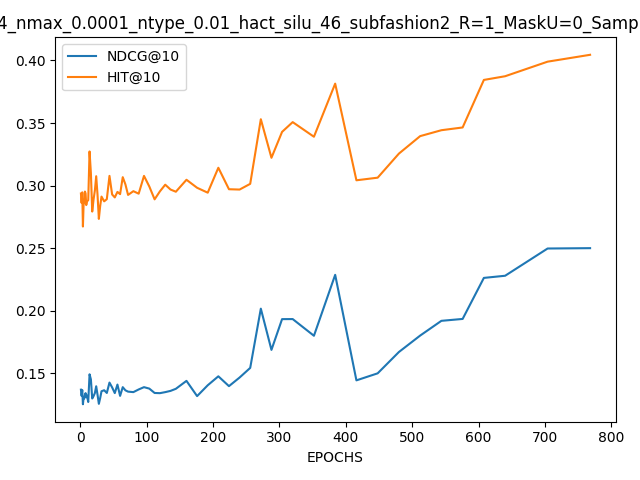 4_nmax_0.0001_ntype_0.01_hact_silu_46_subfashion2_R=1_MaskU=0_Samp
NDCG@10
HIT@10
0.40
0.35
0.30
0.25
0.20
0.15
0 100 200 300 400 500 600 700 800
EPOCHS